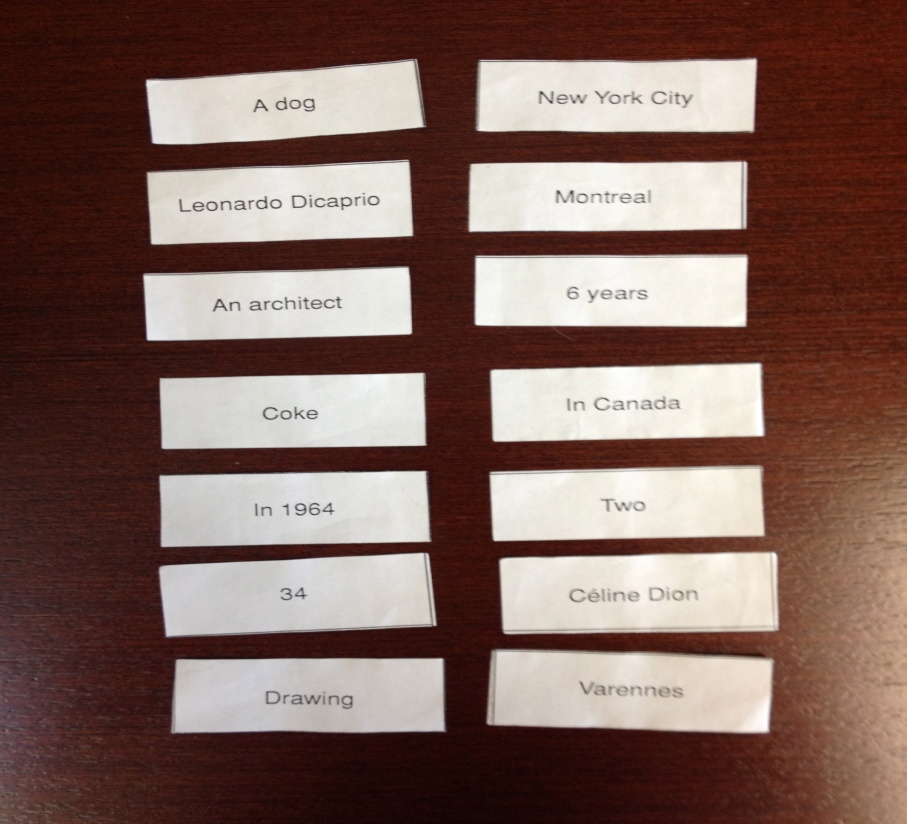 A dog
New York City
Leonardo Dicaprio
Montreal
An architect
6 years
Coke
In Canada
In 1964
Two
34
Céline Dion
Drawing
Varennes